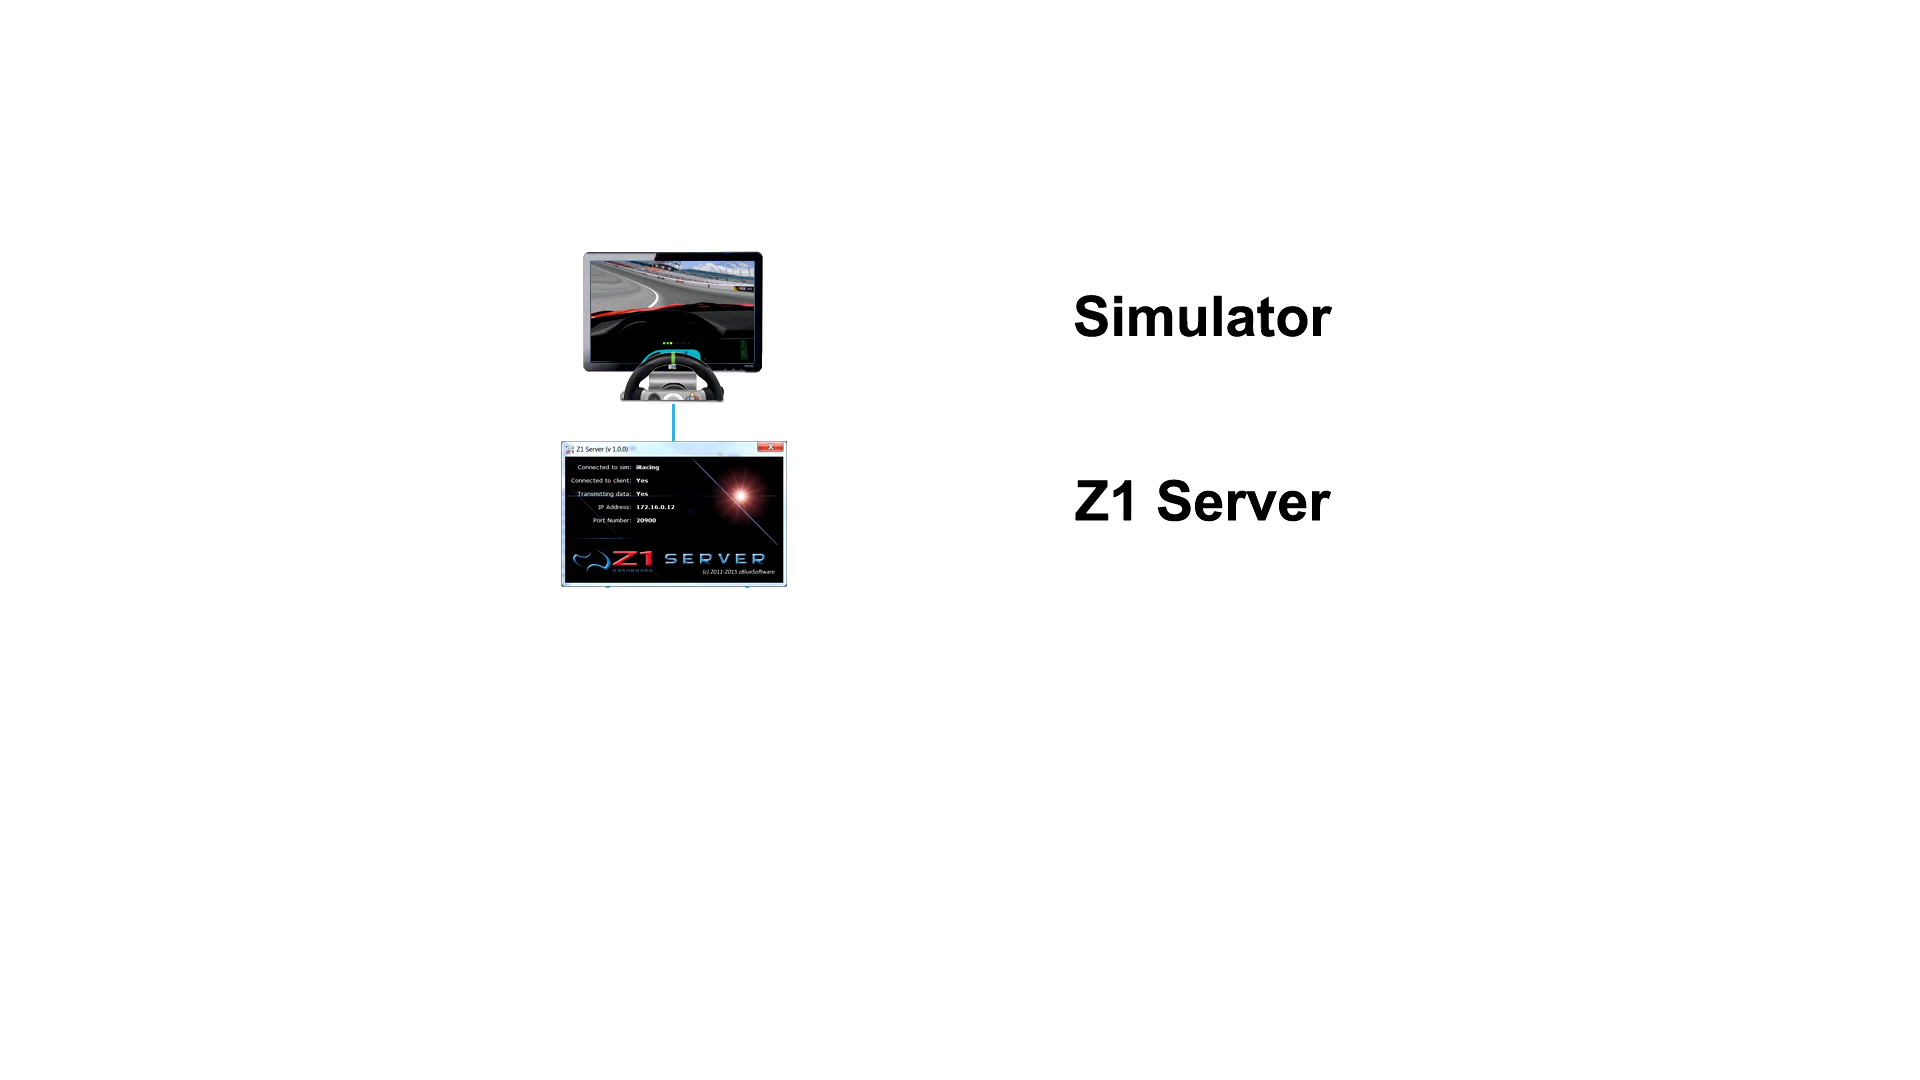 Simulator
Z1 Server (v 1.0.0)
Connected to sim: iRacing
Connected to client: Yes
Transmitting data: Yes
IP Address: 172.16.0.12
Port Number: 20900
Z1 SERVER
DASHBOARD
(c) 2011-2015 zBlueSoftware
Z1 Server